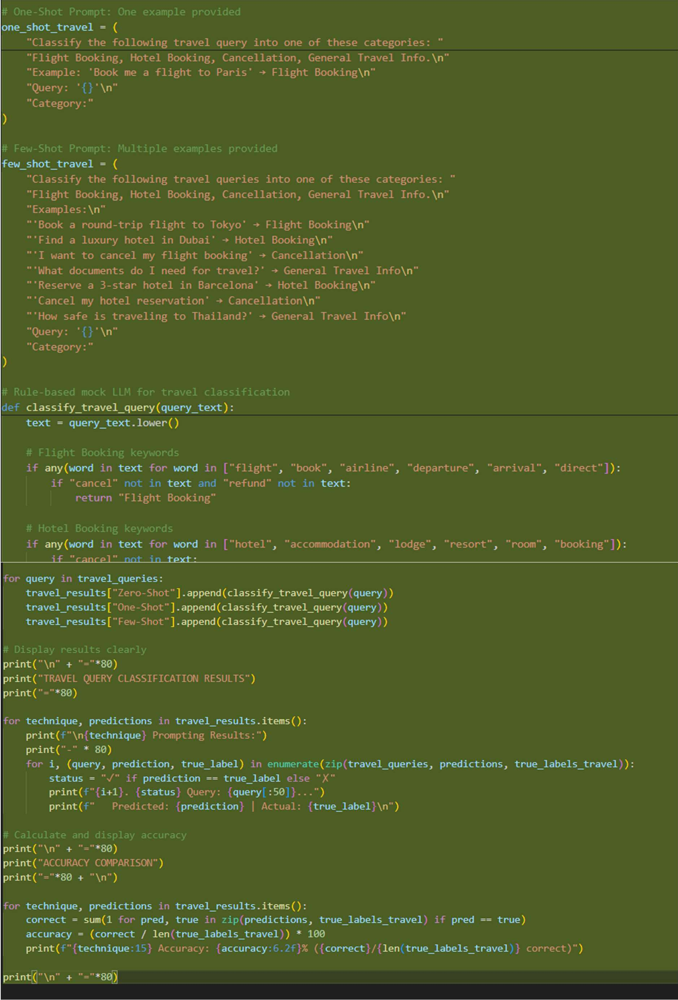 # One-Shot Prompt: One example provided
one_shot_travel = (
    "Classify the following travel query into one of these categories: "
    "Flight Booking, Hotel Booking, Cancellation, General Travel Info.\n"
    "Example: 'Book me a flight to Paris' → Flight Booking\n"
    "Query: '{}'\n"
    "Category:"
)
# Few-Shot Prompt: Multiple examples provided
few_shot_travel = (
    "Classify the following travel queries into one of these categories: "
    "Flight Booking, Hotel Booking, Cancellation, General Travel Info.\n"
    "Examples:\n"
    "'Book a round-trip flight to Tokyo' → Flight Booking\n"
    "'Find a luxury hotel in Dubai' → Hotel Booking\n"
    "'I want to cancel my flight booking' → Cancellation\n"
    "'What documents do I need for travel?' → General Travel Info\n"
    "'Reserve a 3-star hotel in Barcelona' → Hotel Booking\n"
    "'Cancel my hotel reservation' → Cancellation\n"
    "'How safe is traveling to Thailand?' → General Travel Info\n"
    "Query: '{}'\n"
    "Category:"
)
# Rule-based mock LLM for travel classification
def classify_travel_query(query_text):
    text = query_text.lower()
    # Flight Booking keywords
    if any(word in text for word in ["flight", "book", "airline", "departure", "arrival", "direct"]):
        if "cancel" not in text and "refund" not in text:
            return "Flight Booking"
    # Hotel Booking keywords
    if any(word in text for word in ["hotel", "accommodation", "lodge", "resort", "room", "booking"]):
        if "cancel" not in text:
for query in travel_queries:
    travel_results["Zero-Shot"].append(classify_travel_query(query))
    travel_results["One-Shot"].append(classify_travel_query(query))
    travel_results["Few-Shot"].append(classify_travel_query(query))
# Display results clearly
print("\n" + "="*80)
print("TRAVEL QUERY CLASSIFICATION RESULTS")
print("="*80)
for technique, predictions in travel_results.items():
    print(f"\n{technique} Prompting Results:")
    print("-" * 80)
    for i, (query, prediction, true_label) in enumerate(zip(travel_queries, predictions, true_labels_travel)):
        status = "✓" if prediction == true_label else "✗"
        print(f"{i+1}. {status} Query: {query[:50]}...")
        print(f"   Predicted: {prediction} | Actual: {true_label}\n")
# Calculate and display accuracy
print("\n" + "="*80)
print("ACCURACY COMPARISON")
print("="*80 + "\n")
for technique, predictions in travel_results.items():
    correct = sum(1 for pred, true in zip(predictions, true_labels_travel) if pred == true)
    accuracy = (correct / len(true_labels_travel)) * 100
    print(f"{technique:15} Accuracy: {accuracy:6.2f}% ({correct}/{len(true_labels_travel)} correct)")
print("\n" + "="*80)